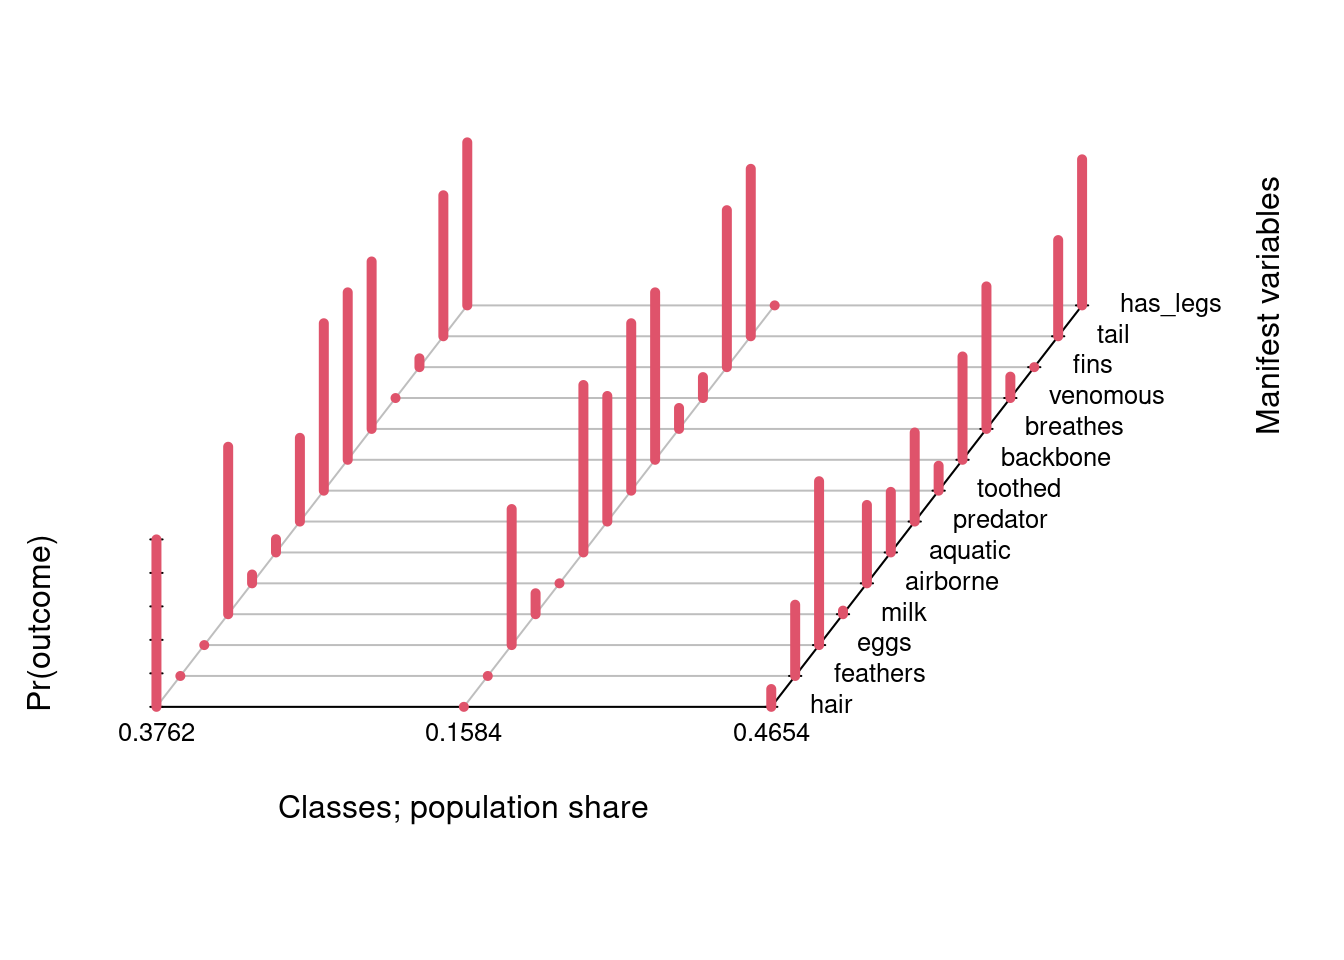 Manifest variables
has_legs
tail
fins
venomous
breathes
backbone
toothed
predator
aquatic
airborne
milk
eggs
feathers
hair
Pr(outcome)
0.3762 0.1584 0.4654
Classes; population share